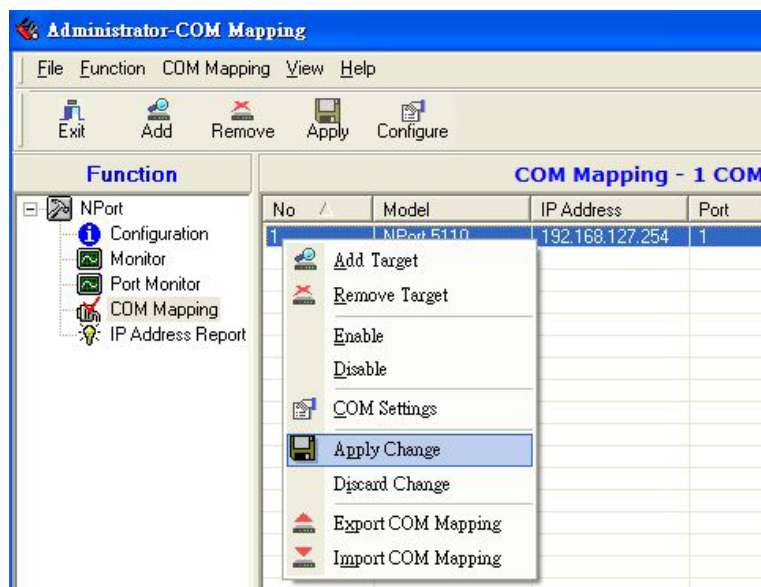 Administrator-COM Mapping
File Function COM Mapping View Help
Exit Add Remove Apply Configure
Function
COM Mapping - 1 COM
NPort
Configuration
Monitor
Port Monitor
COM Mapping
IP Address Report
No Model IP Address Port
1 NPort 5110 192.168.127.254 1
Add Target
Remove Target
Enable
Disable
COM Settings
Apply Change
Discard Change
Export COM Mapping
Import COM Mapping